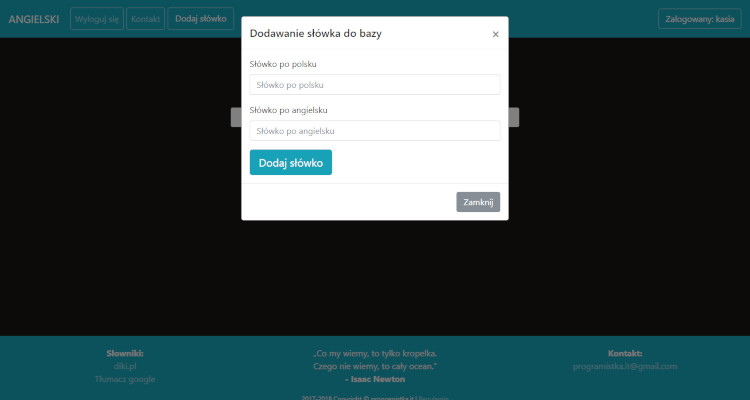 ANGIELSKI Wyloguj się Kontakt Dodaj słówko Zalogowany: kasia
Dodawanie słówka do bazy ×
Słówko po polsku
Słówko po polsku
Słówko po angielsku
Słówko po angielsku
Dodaj słówko
Zamknij
Słowniki:
diki.pl
Tłumacz google
„Co my wiemy, to tylko kropelka.
Czego nie wiemy, to cały ocean.”
- Isaac Newton
Kontakt:
programistka.it@gmail.com
2017-2018 Copyright © programistka.it |